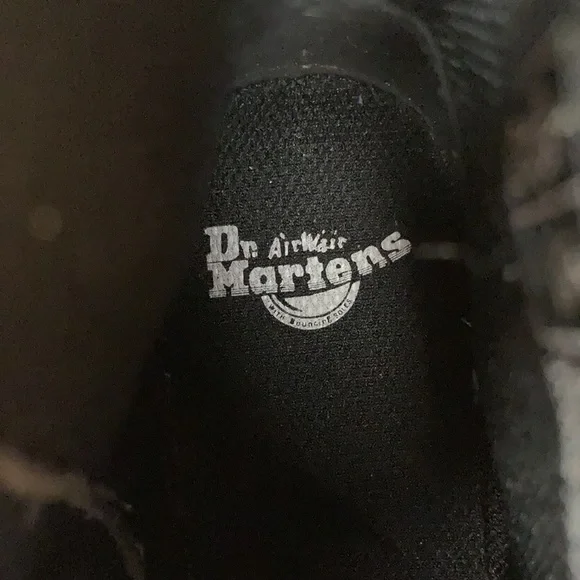 Dr. AirWair
Martens
WITH BOUNCING SOLES